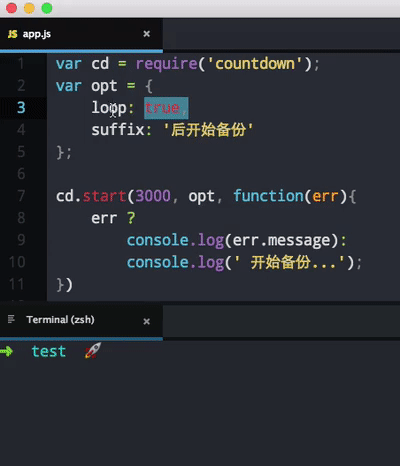 JS app.js ×
1 var cd = require('countdown');
2 var opt = {
3 loop: true,
4 suffix: '后开始备份'
5 };
6
7 cd.start(3000, opt, function(err){
8 err ?
9 console.log(err.message):
10 console.log(' 开始备份...');
11 })
Terminal (zsh) ×
➜ test 🚀